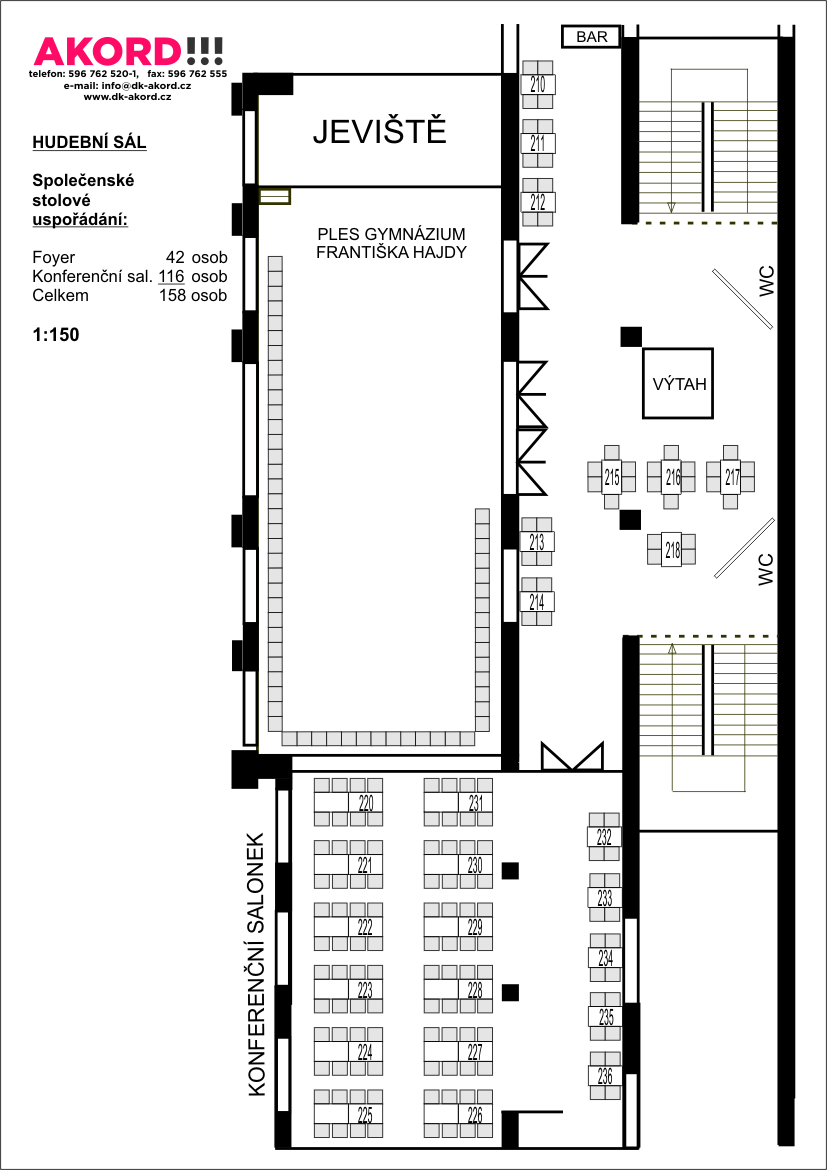 AKORD!!!
telefon: 596 762 520-1, fax: 596 762 555
e-mail: info@dk-akord.cz
www.dk-akord.cz
HUDEBNÍ SÁL
Společenské
stolové
uspořádání:
Foyer 42 osob
Konferenční sal. 116 osob
Celkem 158 osob
1:150
BAR
JEVIŠTĚ
PLES GYMNÁZIUM
FRANTIŠKA HAJDY
210
211
212
WC
VÝTAH
215 216 217
213
218
WC
214
KONFERENČNÍ SALONEK
220 231
232
221 230
233
222 229
234
223 228
235
224 227
236
225 226